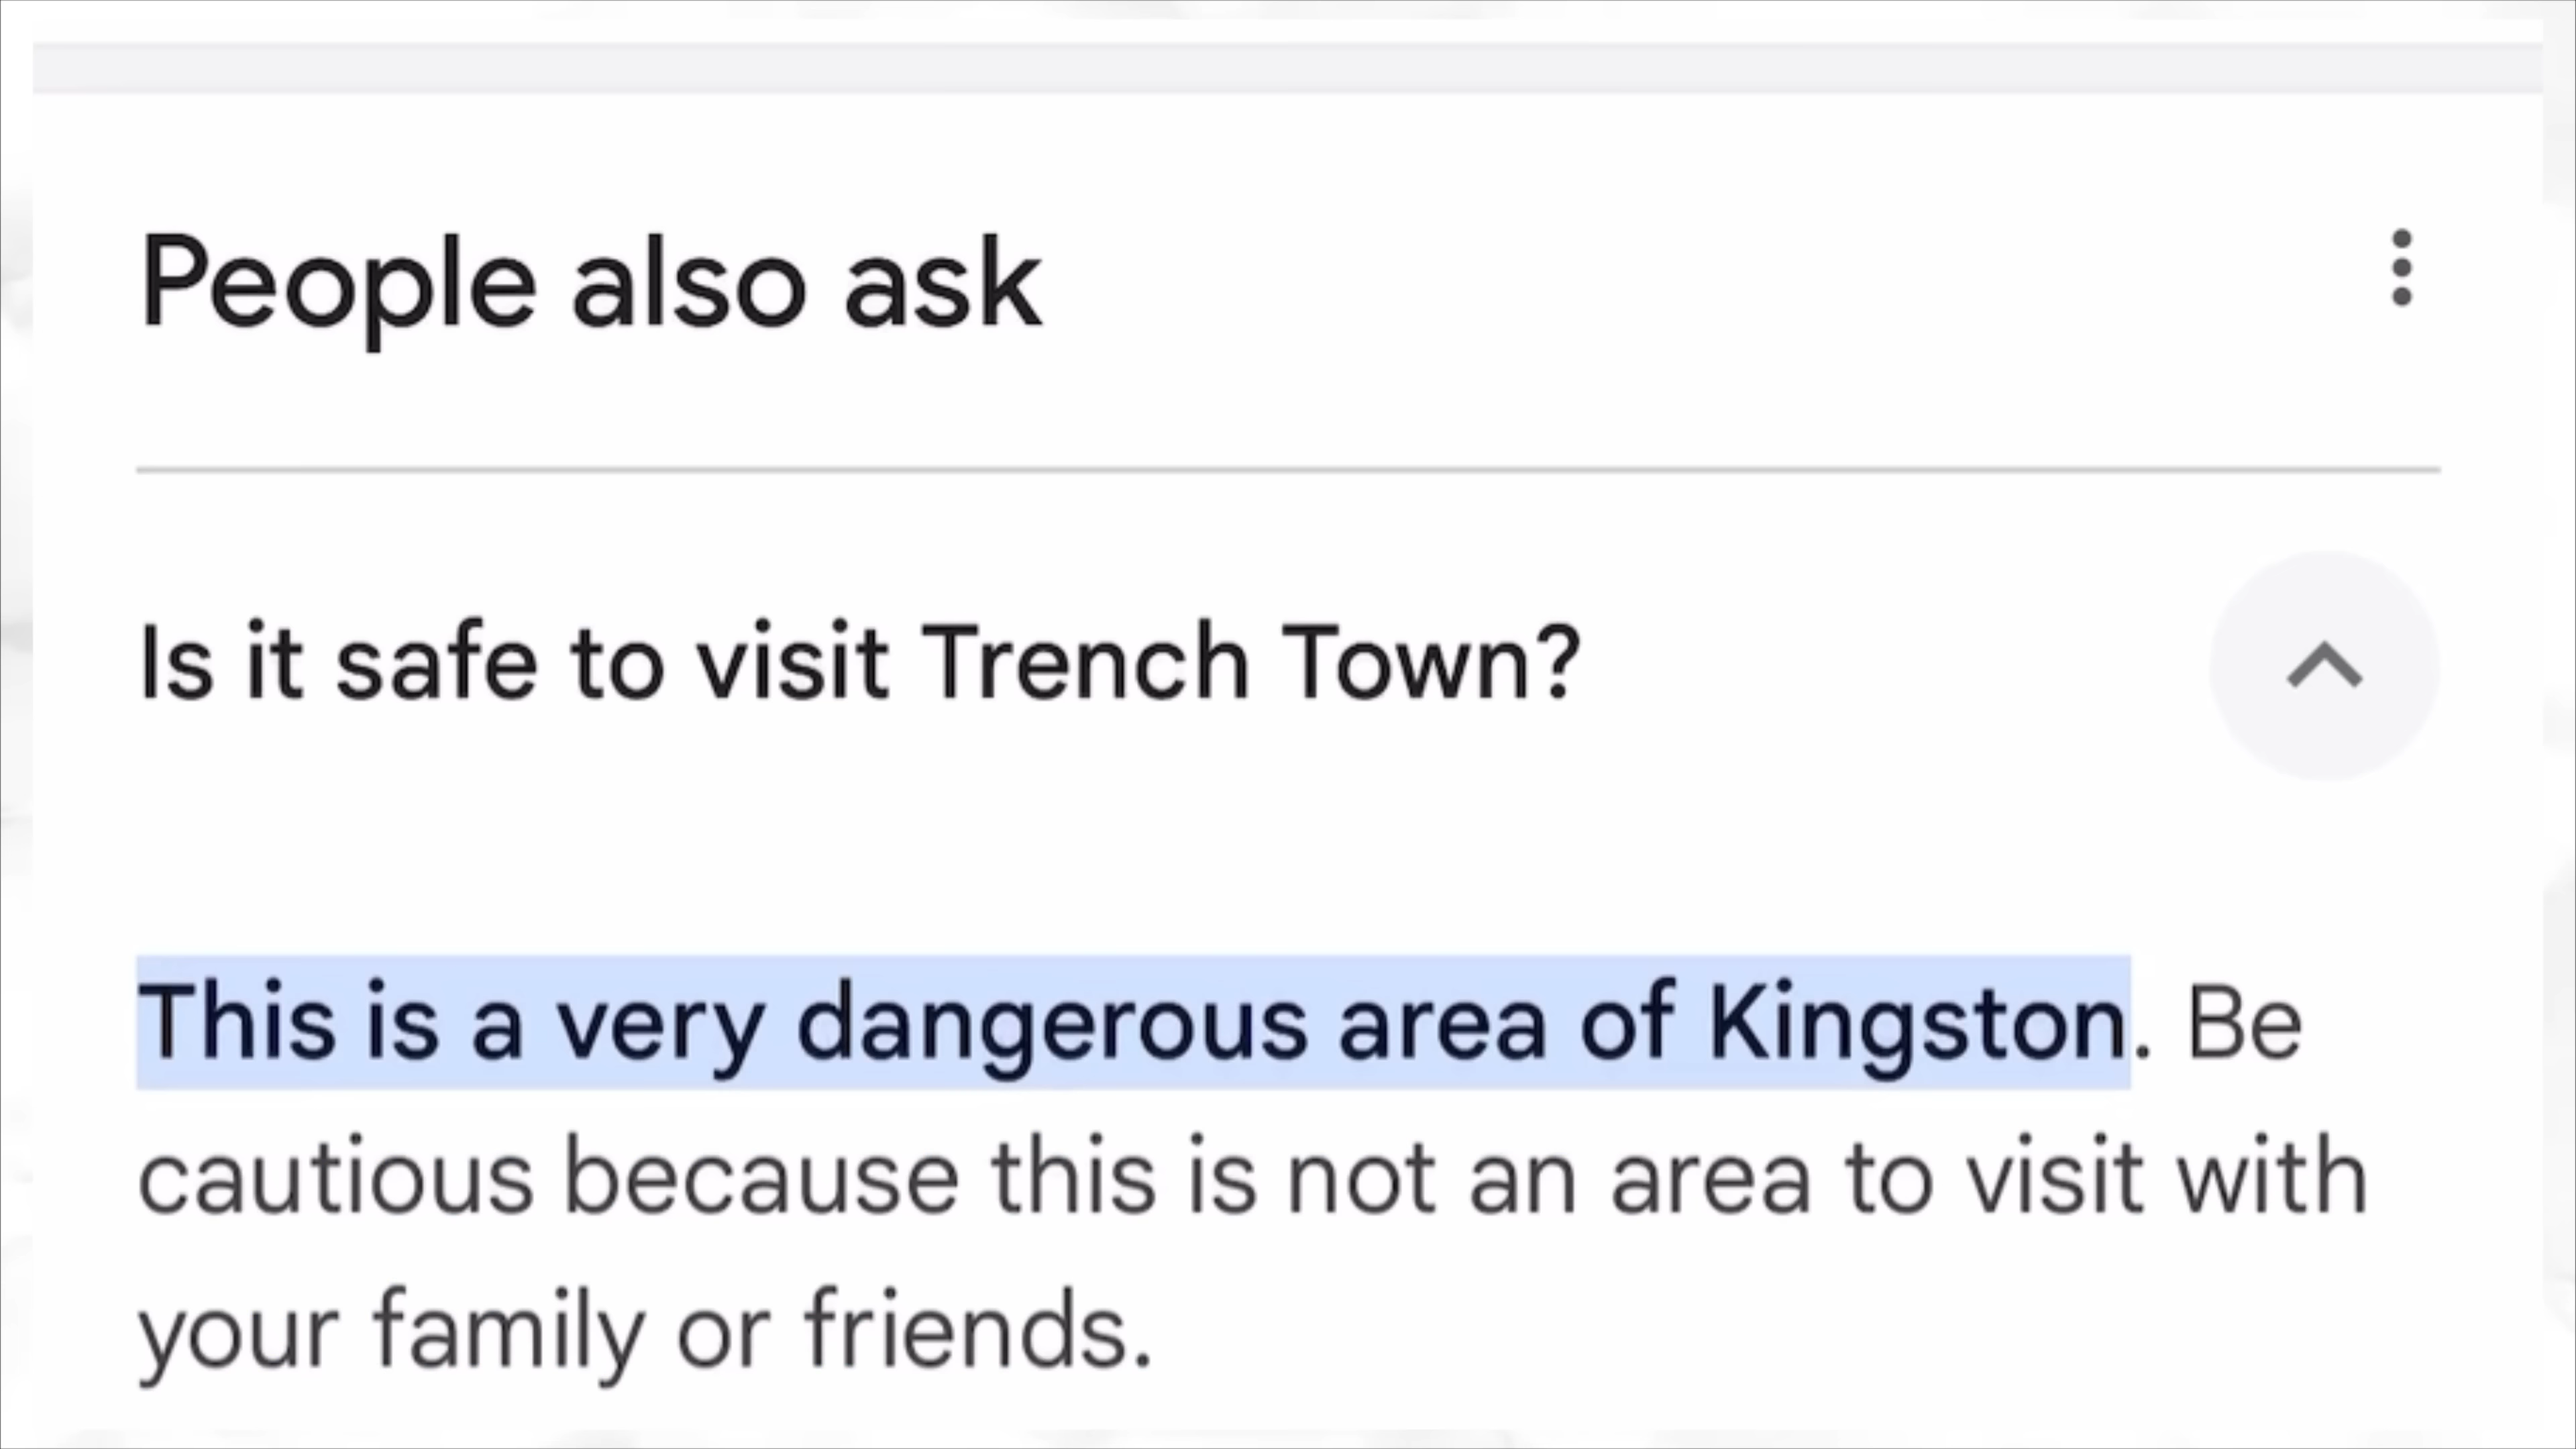 People also ask
Is it safe to visit Trench Town?
This is a very dangerous area of Kingston. Be
cautious because this is not an area to visit with
your family or friends.